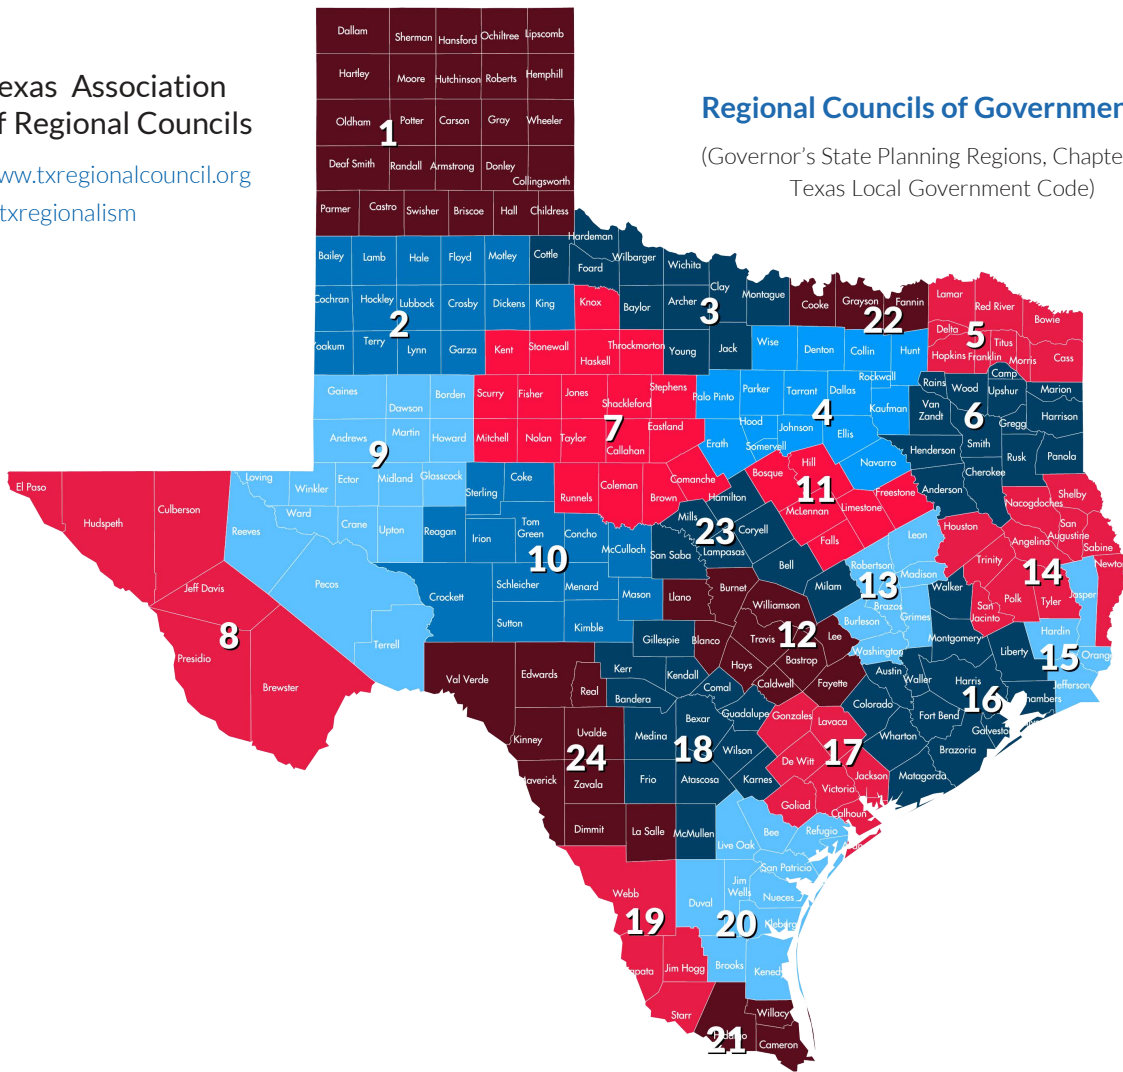 exas Association
f Regional Councils
ww.txregionalcouncil.org
txregionalism
Regional Councils of Governmen
(Governor's State Planning Regions, Chapte
Texas Local Government Code)
Dallam Sherman Hansford Ochiltree Lipscomb
Hartley Moore Hutchinson Roberts Hemphill
Oldham 1 Potter Carson Gray Wheeler
Deaf Smith Randall Armstrong Donley
Collingsworth
Parmer Castro Swisher Briscoe Hall Childress
Hardeman
Bailey Lamb Hale Floyd Motley Cottle Foard Wilbarger Wichita
Clay Montague
Cochran Hockley Lubbock Crosby Dickens King Knox Baylor Archer 3
Cooke Grayson Fannin 22
Lamar Red River Bowie
2
Yoakum Terry Lynn Garza Kent Stonewall Haskell Throckmorton Young Jack
Wise Denton Collin Hunt
Delta 5 Titus
Hopkins Franklin Morris Cass
Gaines Dawson Borden Scurry Fisher Jones Shackleford Stephens
Palo Pinto Parker Tarrant Dallas Rockwall Kaufman
Rains Wood Camp Upshur Marion
Van Zandt 6 Gregg Harrison
Andrews Martin Howard Mitchell Nolan Taylor 7 Callahan Eastland
4
Hood Johnson Ellis
Erath Somervell Navarro
Henderson Smith Rusk Panola
9
Loving Winkler Ector Midland Glasscock
Sterling Coke Runnels Coleman Brown Comanche
Bosque Hill 11 McLennan Limestone Freestone
Anderson Cherokee Nacogdoches Shelby
El Paso Hudspeth Culberson
Reeves Ward Crane Upton Reagan Irion Tom Green Concho McCulloch
10
San Saba Mills Hamilton 23 Coryell Lampasas Bell
Falls Leon Robertson Madison 13
Houston Angelina San Augustine Sabine
Trinity 14 Newto
Jeff Davis Pecos Crockett Schleicher Menard Mason
Llano Burnet Williamson Milam
Brazos Burleson Grimes Walker
San Jacinto Polk Tyler Jasper
8
Presidio Brewster Terrell Sutton Kimble Gillespie Blanco Travis 12 Lee
Washington Montgomery Liberty Hardin 15 Orang
Hays Bastrop
Val Verde Edwards Real Kerr Kendall Comal Caldwell Fayette
Austin Waller Harris 16 hambers Jefferson
Bandera
Kinney Uvalde Medina Bexar Guadalupe Gonzales Lavaca Colorado Fort Bend Galvesto
24
18 Wilson De Witt 17 Wharton Brazoria
averick Zavala Frio Atascosa Karnes Jackson Matagorda
Victoria
Goliad Calhoun
Dimmit La Salle McMullen Live Oak Bee Refugio
San Patricio
Webb Duval Jim Wells Nueces
19 20 Kleberg
apata Jim Hogg Brooks Kened
Starr Willacy
21
Cameron